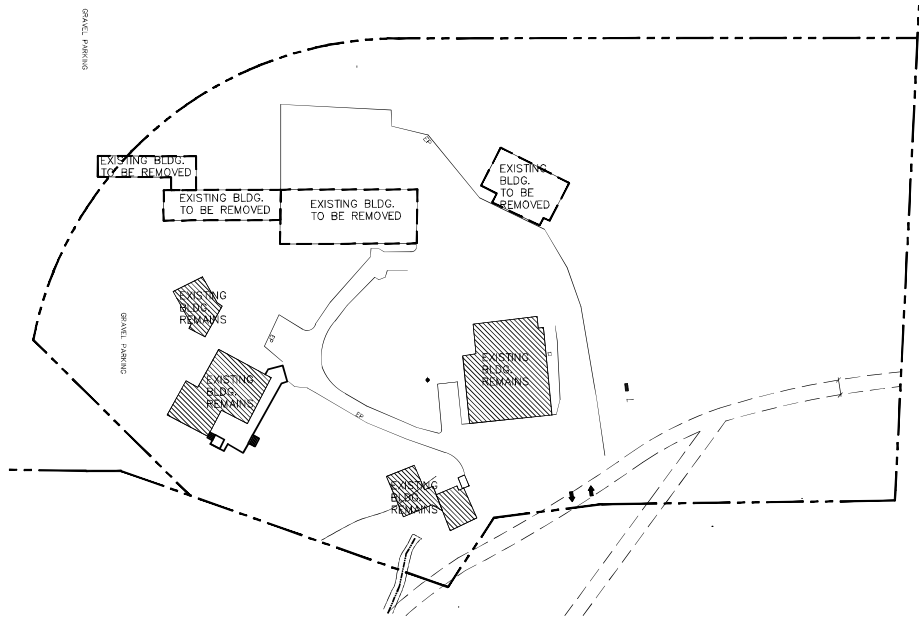 GRAVEL PARKING
EXISTING BLDG.
TO BE REMOVED
EXISTING BLDG.
TO BE REMOVED
EXISTING BLDG.
TO BE REMOVED
EP
EXISTING
BLDG.
TO BE
REMOVED
EXISTING
BLDG.
REMAINS
GRAVEL PARKING
EP
EXISTING
BLDG.
REMAINS
EXISTING
BLDG.
REMAINS
EP
EXISTING
BLDG.
REMAINS